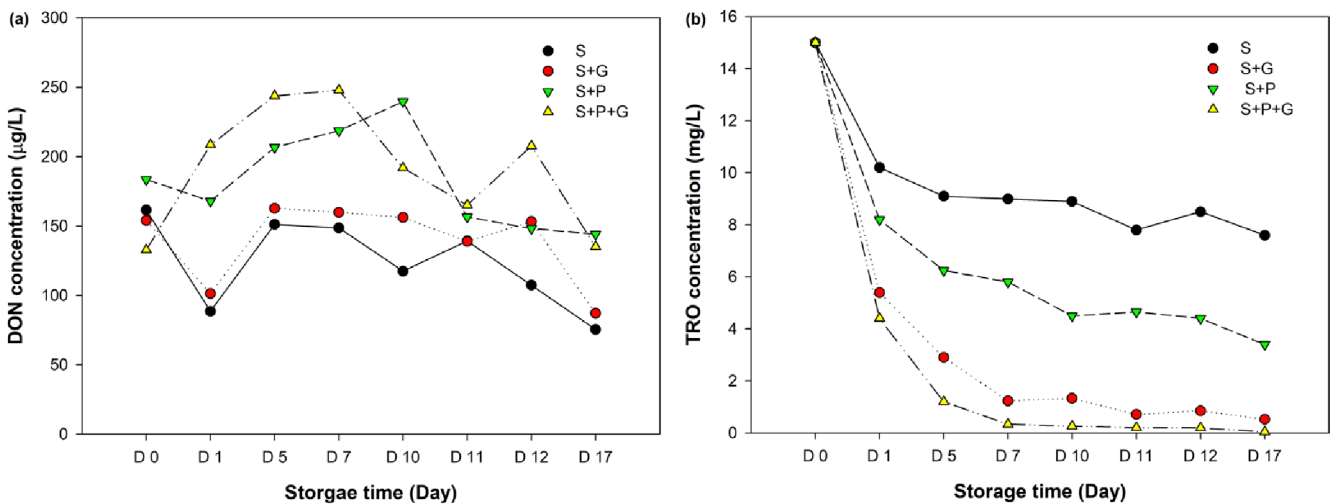 (a)
300
250
200
150
100
50
0
DON concentration (µg/L)
S
S+G
S+P
S+P+G
D 0 D 1 D 5 D 7 D 10 D 11 D 12 D 17
Storgae time (Day)
(b)
16
14
12
10
8
6
4
2
0
TRO concentration (mg/L)
S
S+G
S+P
S+P+G
D 0 D 1 D 5 D 7 D 10 D 11 D 12 D 17
Storage time (Day)